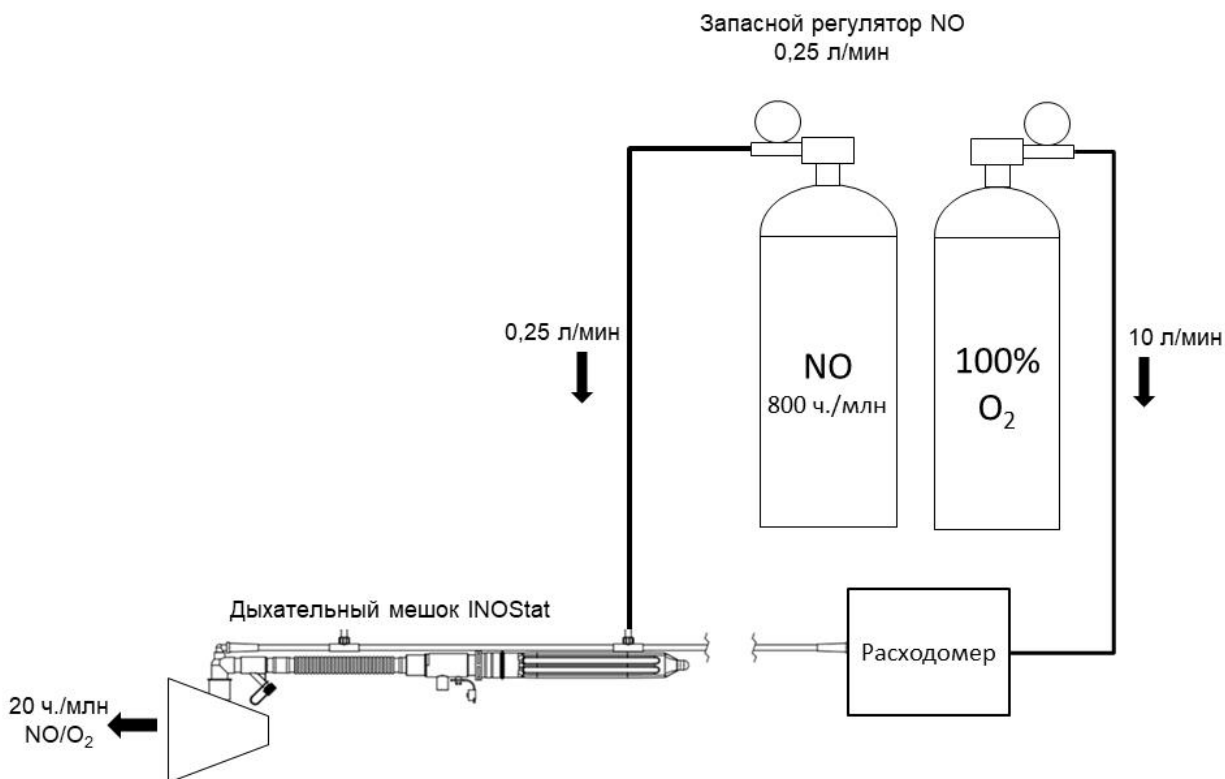 Запасной регулятор NO
0,25 л/мин
0,25 л/мин
NO
800 ч./млн
100%
O₂
10 л/мин
Дыхательный мешок INOStat
Расходомер
20 ч./млн
NO/O₂